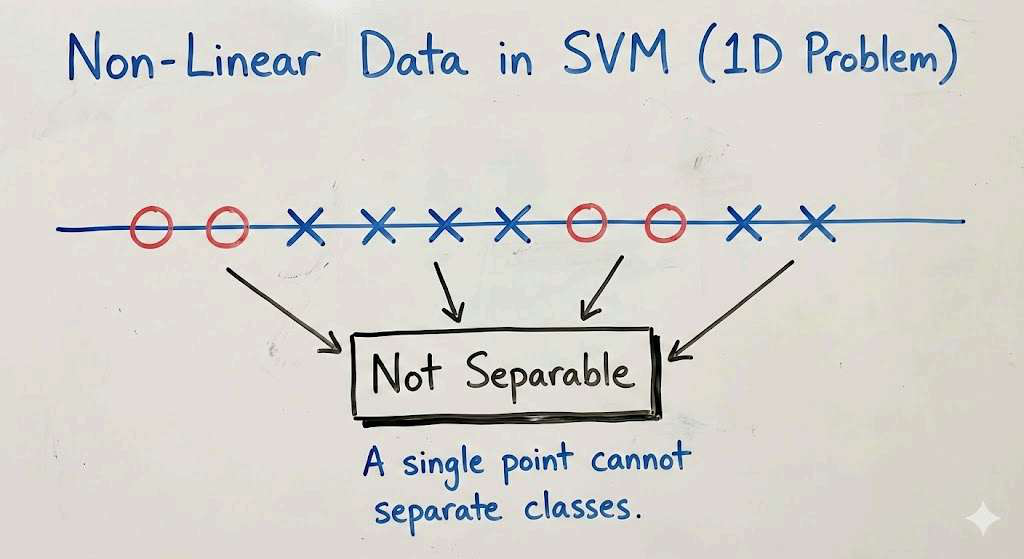 Non-Linear Data in SVM (1D Problem)
Not Separable
A single point cannot
separate classes.